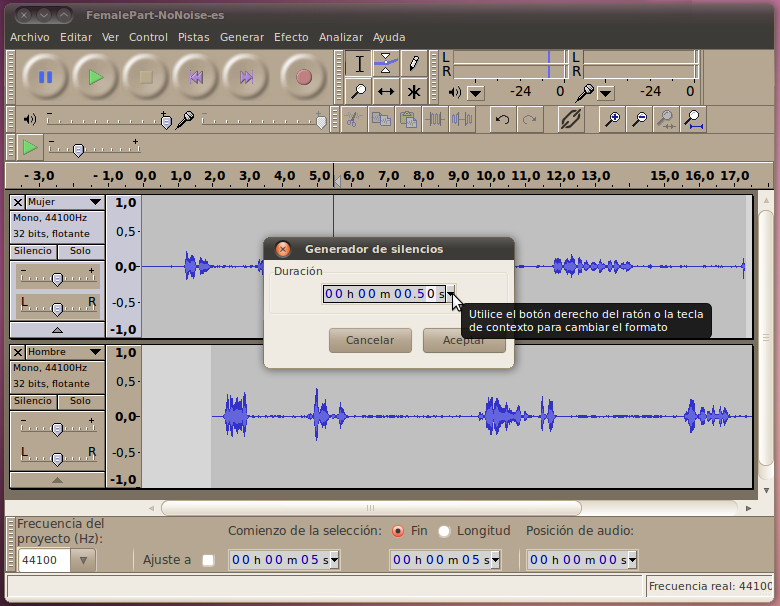 FemalePart-NoNoise-es
Archivo Editar Ver Control Pistas Generar Efecto Analizar Ayuda
L
R
-24 0
L
R
-24 0
- 3,0 - 1,0 0,0 1,0 2,0 3,0 4,0 5,0 6,0 7,0 8,0 9,0 10,0 11,0 12,0 13,0 15,0 16,0 17,0
Mujer
Mono, 44100Hz
32 bits, flotante
Silencio Solo
- +
L R
1,0
0,5-
0,0-
-0,5-
-1,0
Generador de silencios
Duración
00 h 00 m 00.50 s
Utilice el botón derecho del ratón o la tecla
de contexto para cambiar el formato
Cancelar Aceptar
Hombre
Mono, 44100Hz
32 bits, flotante
Silencio Solo
- +
L R
1,0
0,5-
0,0-
-0,5-
-1,0
Frecuencia del
proyecto (Hz):
44100
Comienzo de la selección: Fin Longitud Posición de audio:
Ajuste a 00 h 00 m 05 s 00 h 00 m 05 s 00 h 00 m 00 s
Frecuencia real: 44100